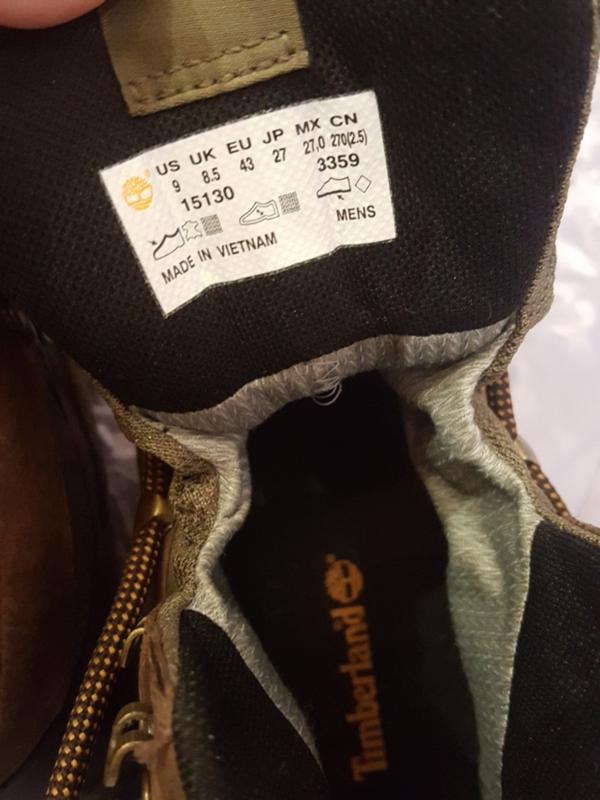 US UK EU JP MX CN
9 8.5 43 27 27,0 270(2.5)
15130 3359
MENS
MADE IN VIETNAM
Timberland